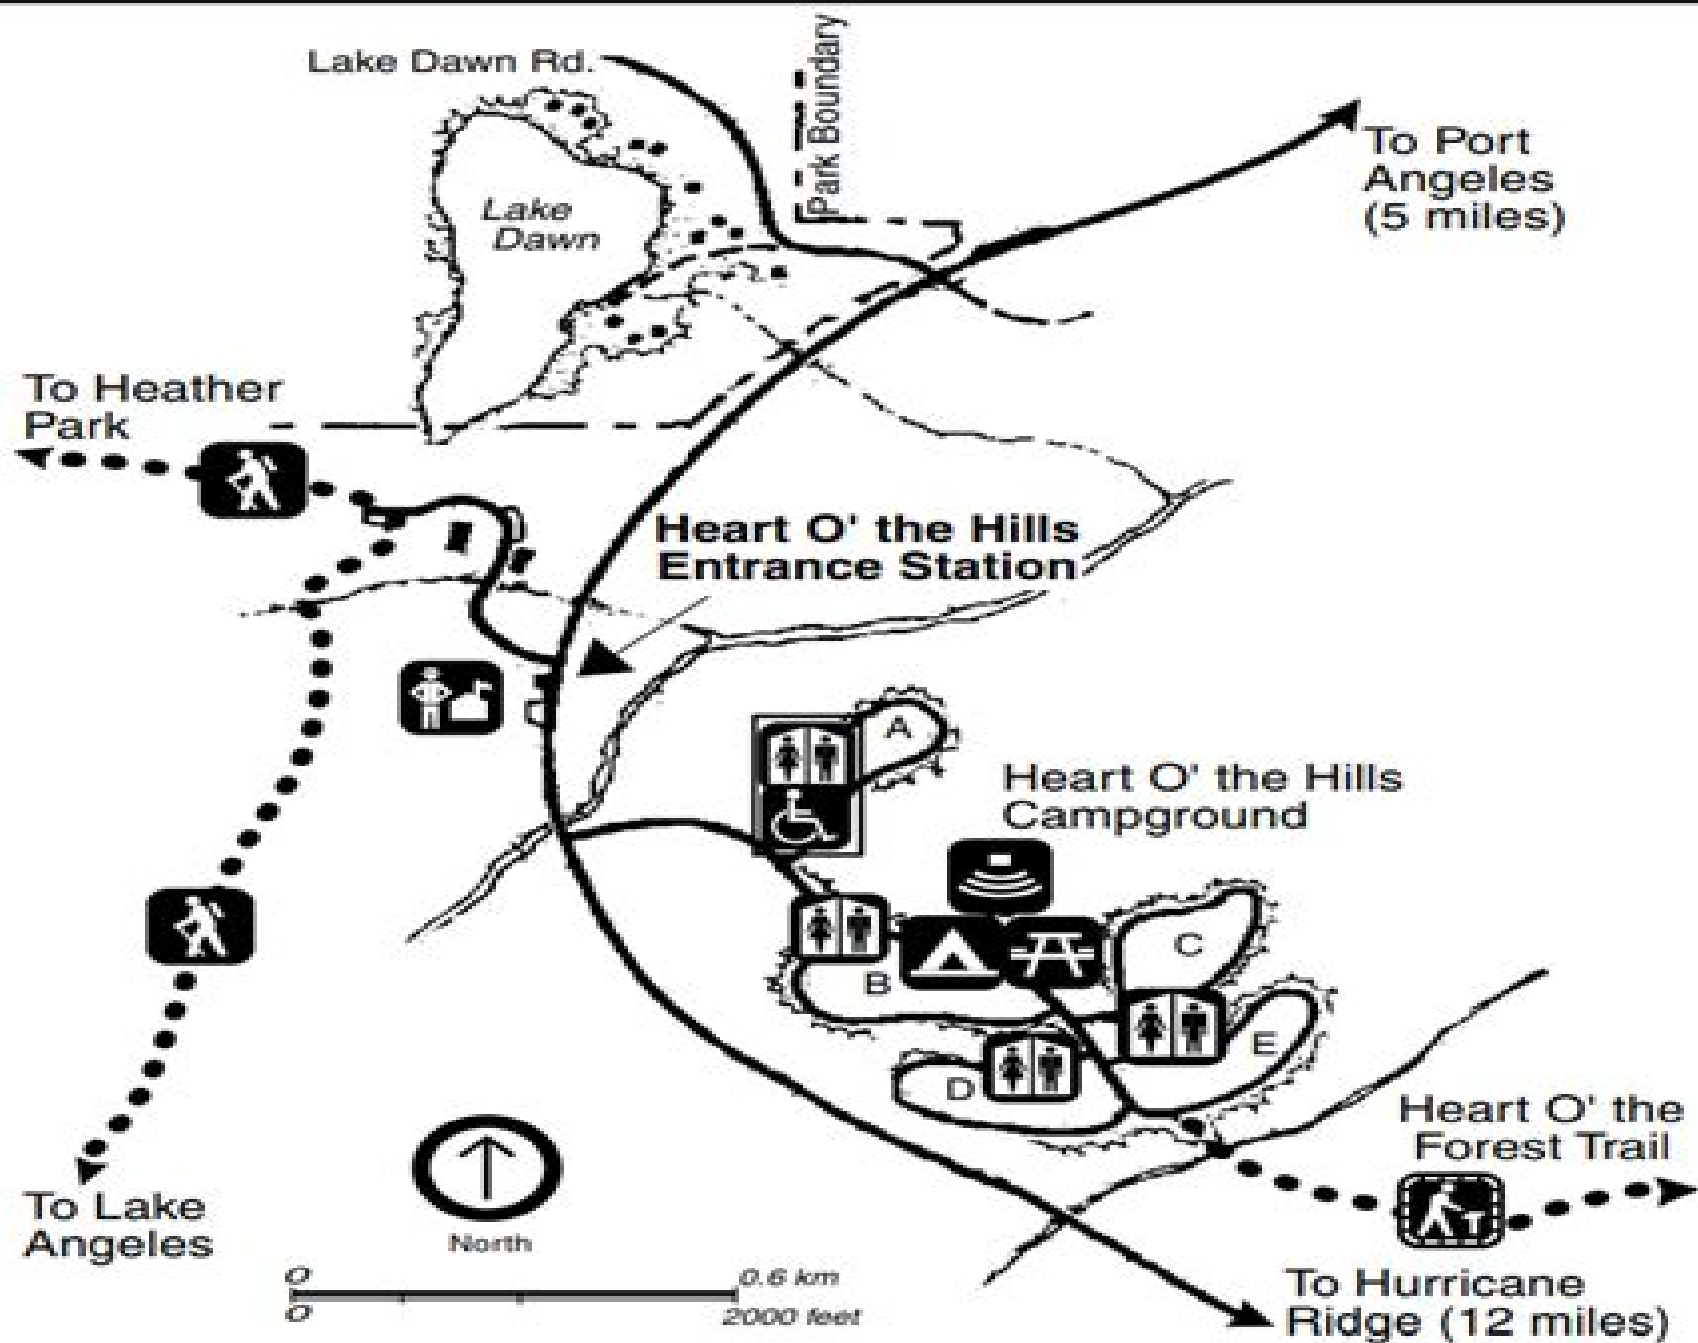 Lake Dawn Rd.
Park Boundary
To Port
Angeles
(5 miles)
Lake
Dawn
To Heather
Park
Heart O' the Hills
Entrance Station
A
Heart O' the Hills
Campground
C
B
E
D
Heart O' the
Forest Trail
To Lake
Angeles
North
0
0.6 km
0
2000 feet
To Hurricane
Ridge (12 miles)